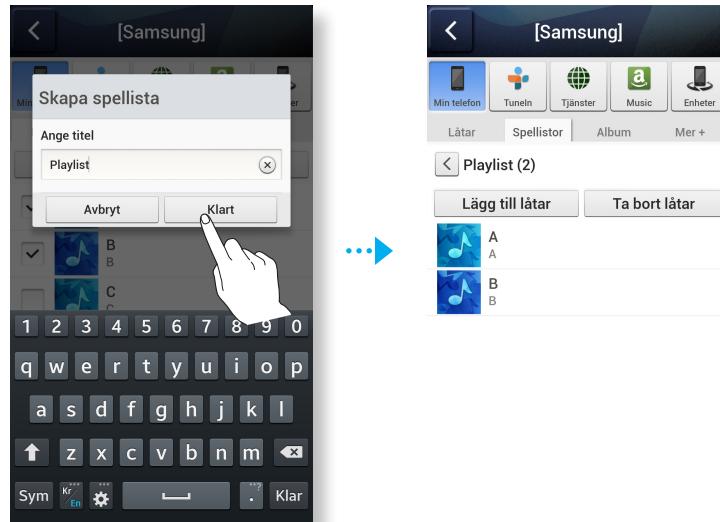 [Samsung]
Min
er
Skapa spellista
Ange titel
Playlist
Avbryt
Klart
B
B
C
C
1 2 3 4 5 6 7 8 9 0
q w e r t y u i o p
a s d f g h j k l
z x c v b n m
Sym
Kr
En
.
?
Klar
[Samsung]
Min telefon
TuneIn
Tjänster
Music
Enheter
Låtar
Spellistor
Album
Mer +
Playlist (2)
Lägg till låtar
Ta bort låtar
A
A
B
B